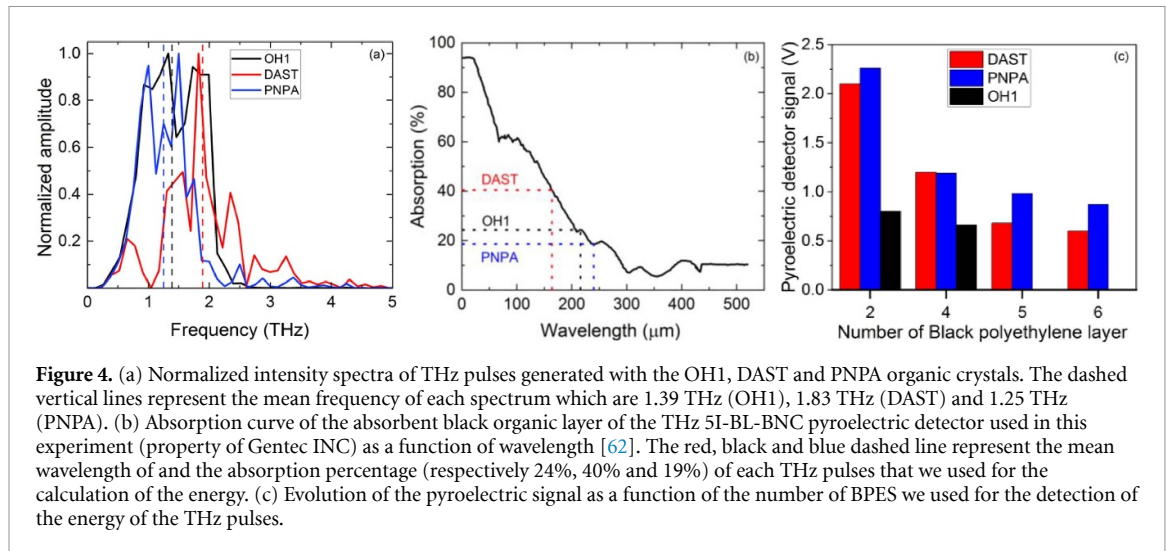 (a)
OH1
DAST
PNPA
Normalized amplitude
1.0
0.8
0.6
0.4
0.2
0 1 2 3 4 5
Frequency (THz)
(b)
Absorption (%)
100
80
60
40
20
0
DAST
OH1
PNPA
0 100 200 300 400 500
Wavelength (μm)
(c)
DAST
PNPA
OH1
Pyroelectric detector signal (V)
2.5
2.0
1.5
1.0
0.5
0.0
2 4 5 6
Number of Black polyethylene layer
Figure 4. (a) Normalized intensity spectra of THz pulses generated with the OH1, DAST and PNPA organic crystals. The dashed
vertical lines represent the mean frequency of each spectrum which are 1.39 THz (OH1), 1.83 THz (DAST) and 1.25 THz
(PNPA). (b) Absorption curve of the absorbent black organic layer of the THz 5I-BL-BNC pyroelectric detector used in this
experiment (property of Gentec INC) as a function of wavelength [62]. The red, black and blue dashed line represent the mean
wavelength of and the absorption percentage (respectively 24%, 40% and 19%) of each THz pulses that we used for the
calculation of the energy. (c) Evolution of the pyroelectric signal as a function of the number of BPES we used for the detection of
the energy of the THz pulses.